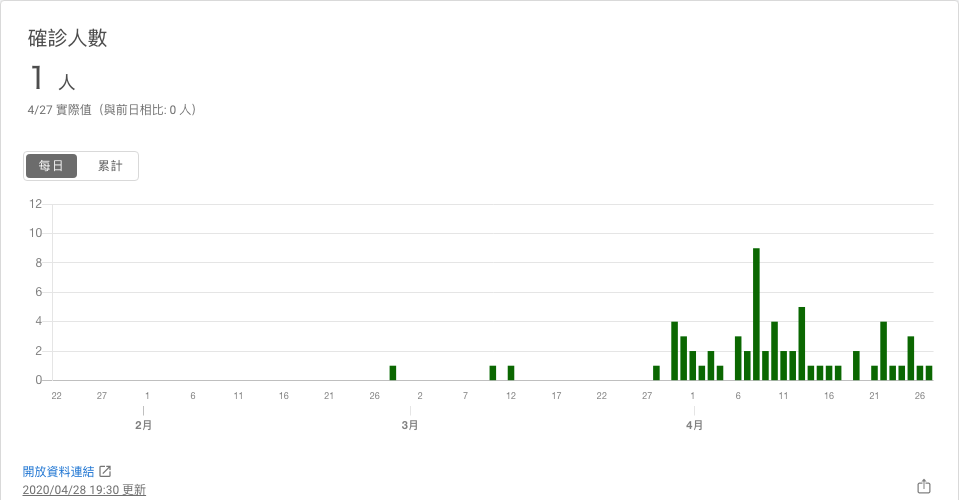 確診人數
1 人
4/27 實際值（與前日相比: 0 人）
每日 累計
12
10
8
6
4
2
0
22 27 1 6 11 16 21 26 2 7 12 17 22 27 1 6 11 16 21 26
2月 3月 4月
開放資料連結
2020/04/28 19:30 更新